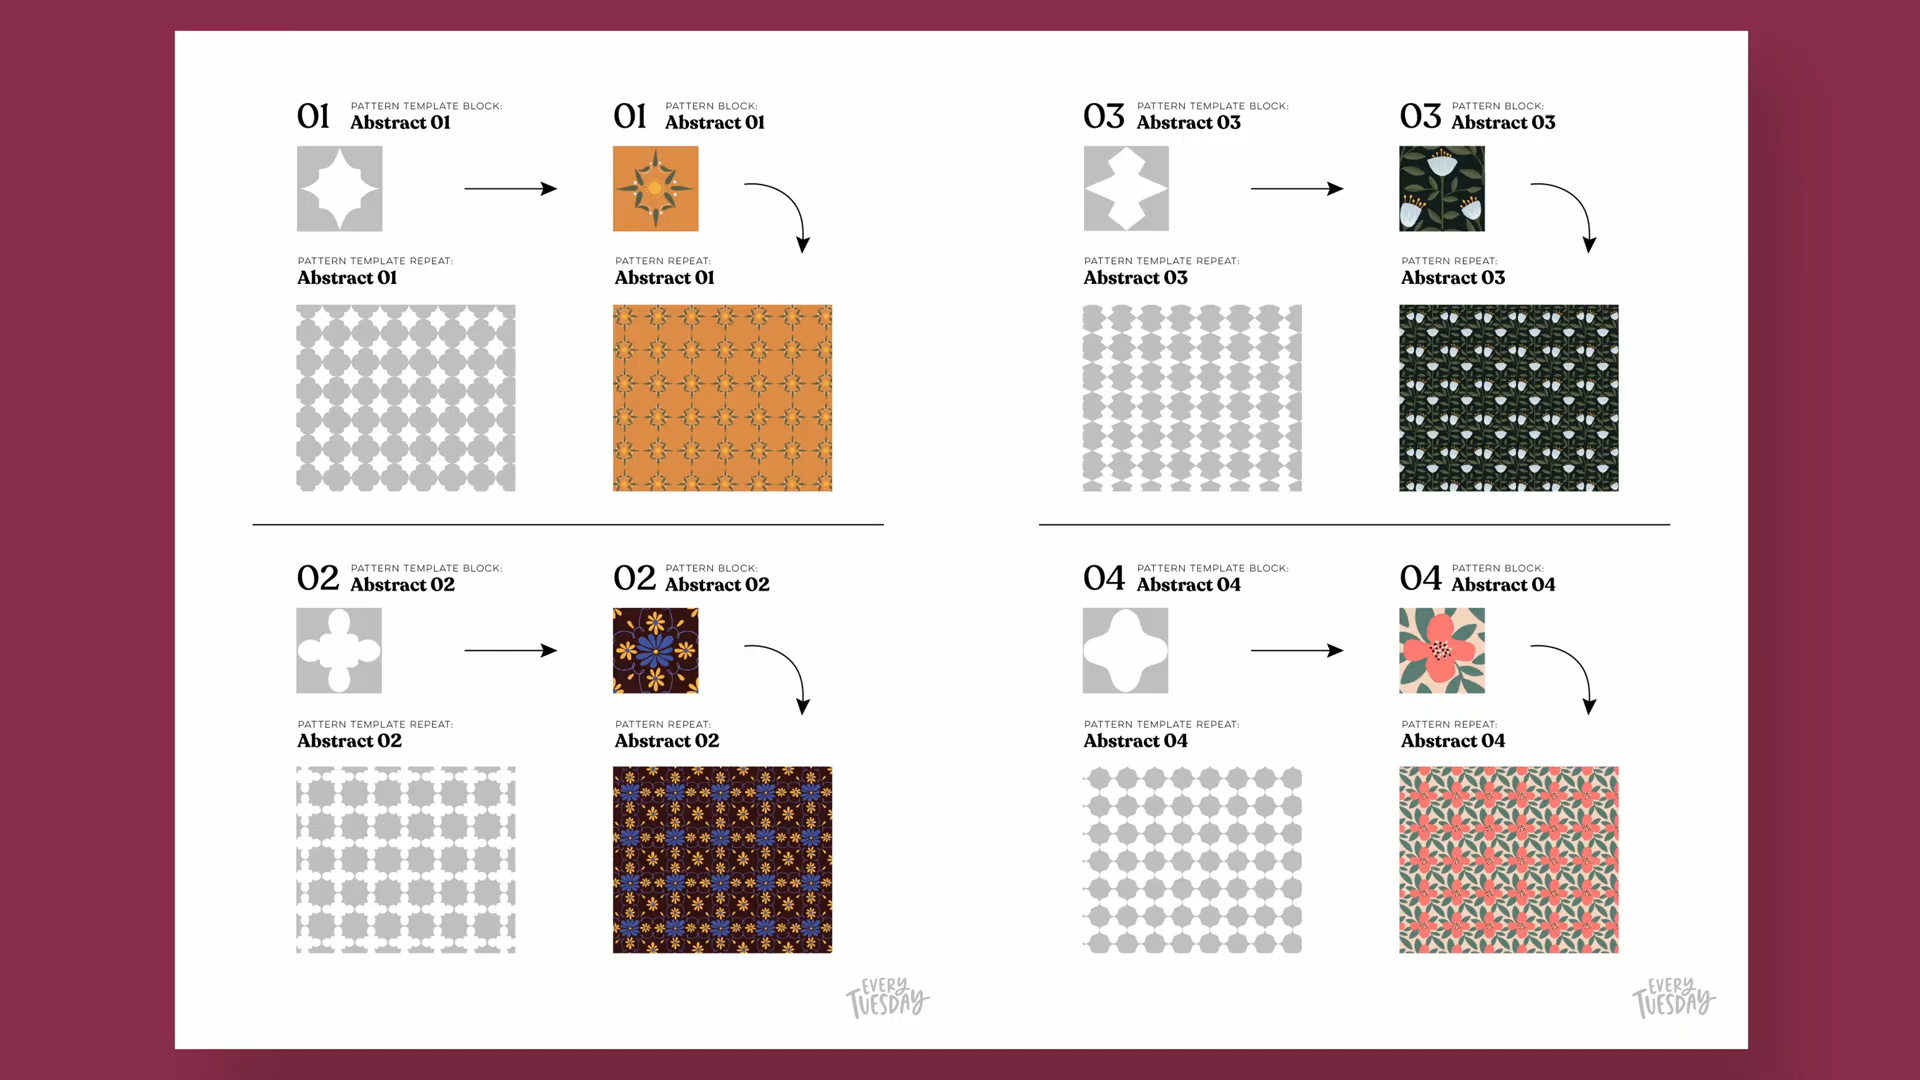 01
PATTERN TEMPLATE BLOCK:
Abstract 01
01
PATTERN BLOCK:
Abstract 01
PATTERN TEMPLATE REPEAT:
Abstract 01
PATTERN REPEAT:
Abstract 01
02
PATTERN TEMPLATE BLOCK:
Abstract 02
02
PATTERN BLOCK:
Abstract 02
PATTERN TEMPLATE REPEAT:
Abstract 02
PATTERN REPEAT:
Abstract 02
EVERY
TUESDAY
03
PATTERN TEMPLATE BLOCK:
Abstract 03
03
PATTERN BLOCK:
Abstract 03
PATTERN TEMPLATE REPEAT:
Abstract 03
PATTERN REPEAT:
Abstract 03
04
PATTERN TEMPLATE BLOCK:
Abstract 04
04
PATTERN BLOCK:
Abstract 04
PATTERN TEMPLATE REPEAT:
Abstract 04
PATTERN REPEAT:
Abstract 04
EVERY
TUESDAY